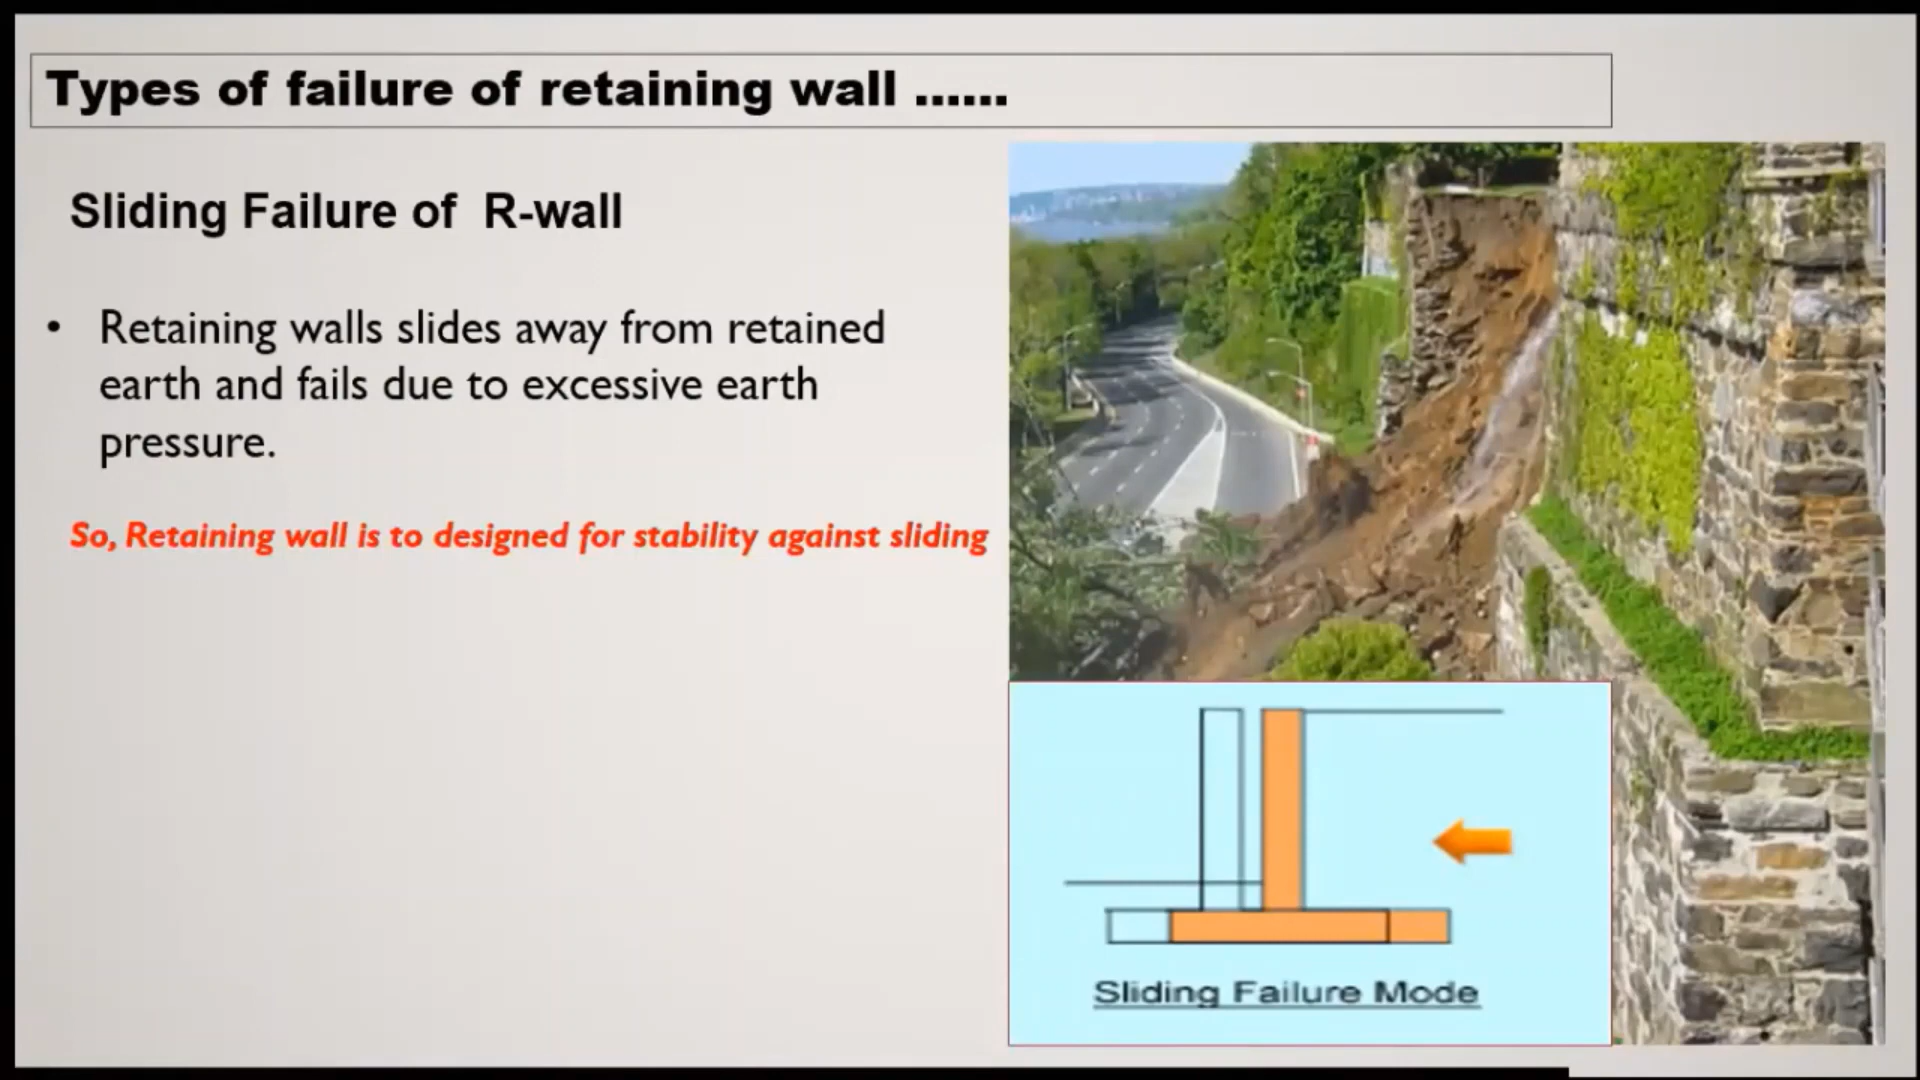 Types of failure of retaining wall ......
Sliding Failure of R-wall
• Retaining walls slides away from retained
earth and fails due to excessive earth
pressure.
So, Retaining wall is to designed for stability against sliding
Sliding Failure Mode